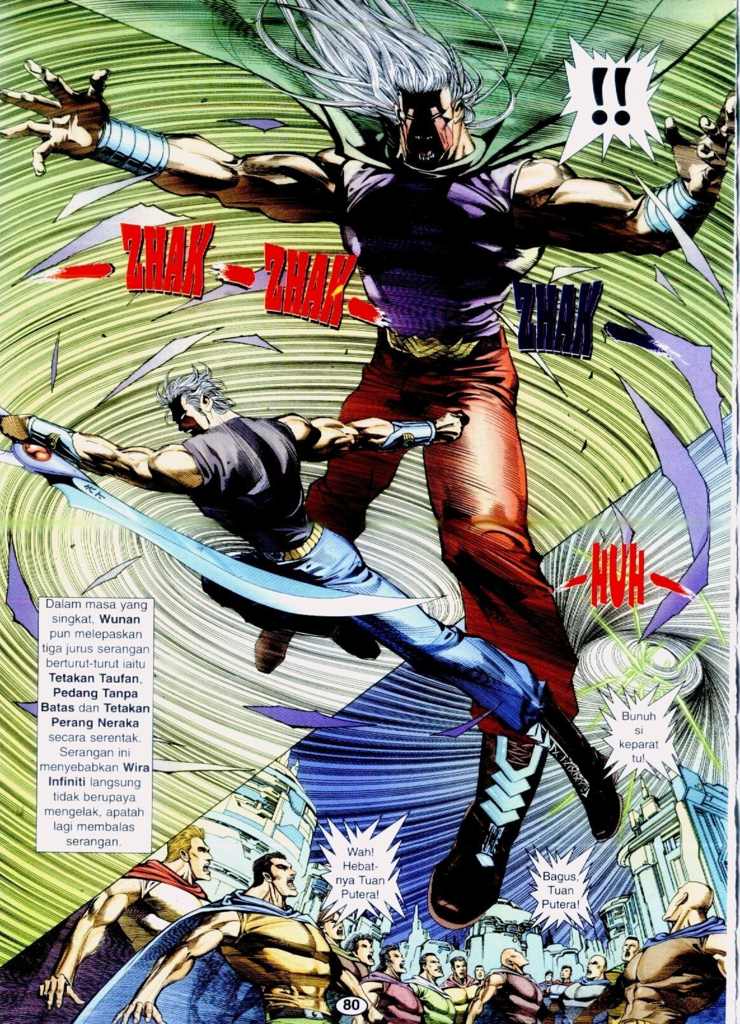 !!
ZHAK
ZHAK
ZHAK
HUH
Dalam masa yang
singkat, Wunan
pun melepaskan
tiga jurus serangan
berturut-turut iaitu
Tetakan Taufan,
Pedang Tanpa
Batas dan Tetakan
Perang Neraka
secara serentak.
Serangan ini
menyebabkan Wira
Infiniti langsung
tidak berupaya
mengelak, apatah
lagi membalas
serangan.
Bunuh
si
keparat
tu!
Wah!
Hebat-
nya Tuan
Putera!
Bagus,
Tuan
Putera!
80